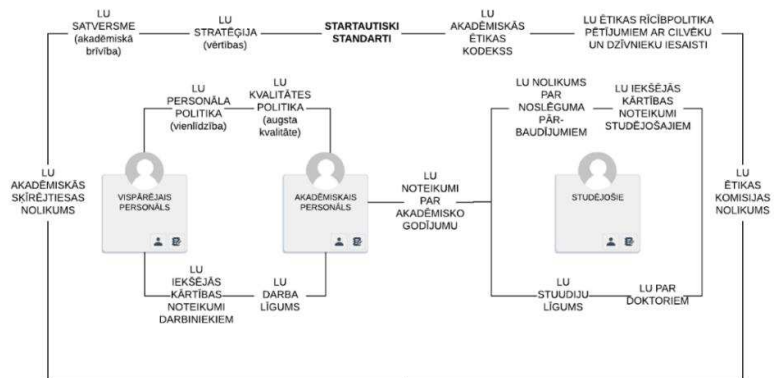 LU
SATVERSME
(akadēmiskā
brīvība)
LU
STRATĒĢIJA
(vērtības)
STARTAUTISKI
STANDARTI
LU
AKADĒMISKĀS
ĒTIKAS
KODEKSS
LU ĒTIKAS RĪCĪBPOLITIKA
PĒTĪJUMIEM AR CILVĒKU
UN DZĪVNIEKU IESAISTI
LU
PERSONĀLA
POLITIKA
(vienlīdzība)
LU
KVALITĀTES
POLITIKA
(augsta
kvalitāte)
LU NOLIKUMS
PAR
NOSLĒGUMA
PĀR-
BAUDĪJUMIEM
LU IEKŠĒJĀS
KĀRTĪBAS
NOTEIKUMI
STUDĒJOŠAJIEM
LU
AKADĒMISKĀS
ŠĶĪRĒJTIESAS
NOLIKUMS
VISPĀRĒJAIS
PERSONĀLS
AKADĒMISKAIS
PERSONĀLS
LU
NOTEIKUMI
PAR
AKADĒMISKO
GODĪJUMU
STUDĒJOŠIE
LU
ĒTIKAS
KOMISIJAS
NOLIKUMS
LU
IEKŠĒJĀS
KĀRTĪBAS
NOTEIKUMI
DARBINIEKIEM
LU
DARBA
LĪGUMS
LU
STUUDIJU
LĪGUMS
LU PAR
DOKTORIEM